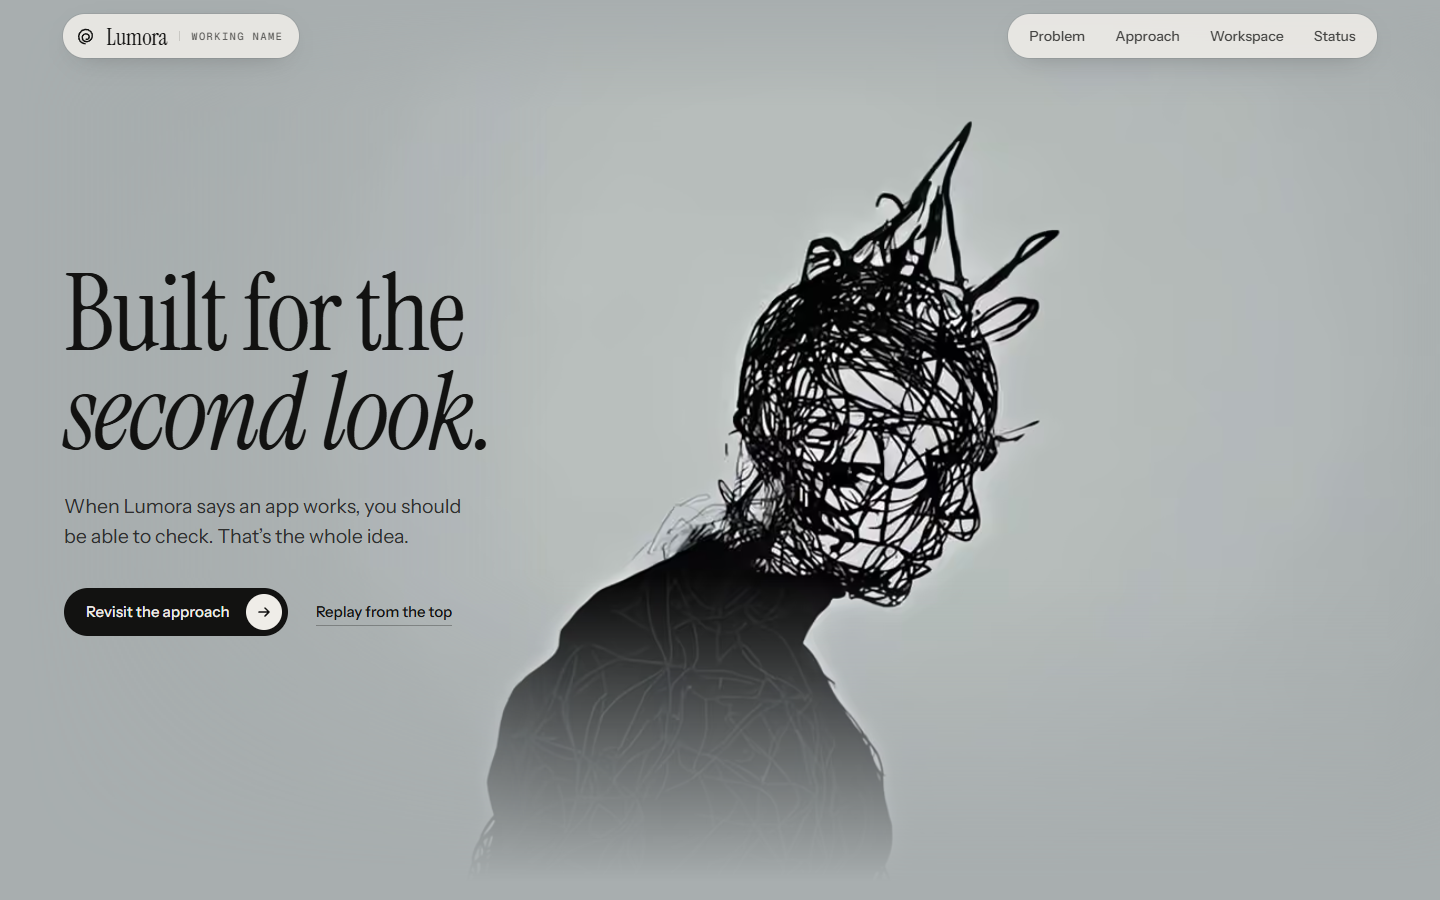 Lumora
WORKING NAME
Problem
Approach
Workspace
Status
Built for the
second look.
When Lumora says an app works, you should
be able to check. That’s the whole idea.
Revisit the approach
Replay from the top